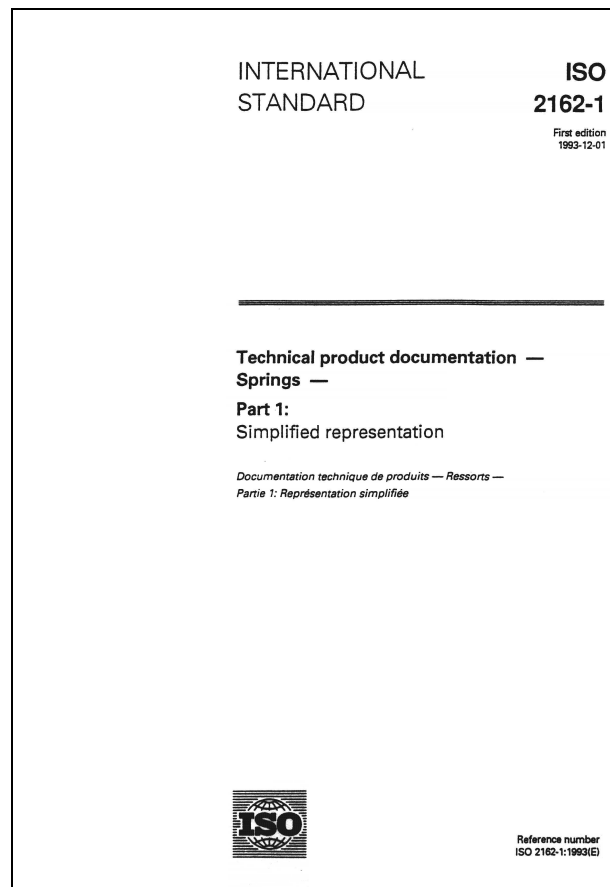 INTERNATIONAL
STANDARD
ISO
2162-1
First edition
1993-12-01
Technical product documentation —
Springs —
Part 1:
Simplified representation
Documentation technique de produits — Ressorts —
Partie 1: Représentation simplifiée
ISO
Reference number
ISO 2162-1:1993(E)